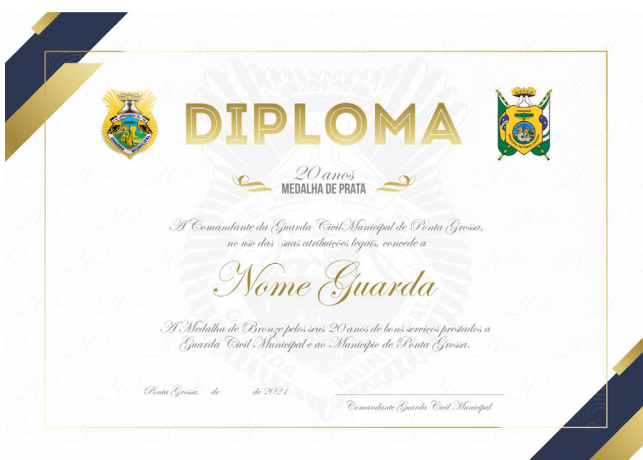 DIPLOMA
20 anos
MEDALHA DE PRATA
A Comandante da Guarda Civil Municipal de Ponta Grossa,
no uso das suas atribuições legais, concede a
Nome Guarda
A Medalha de Bronze pelos seus 20 anos de bons serviços prestados a
Guarda Civil Municipal e ao Município de Ponta Grossa.
Ponta Grossa, de de 2021
Comandante Guarda Civil Municipal